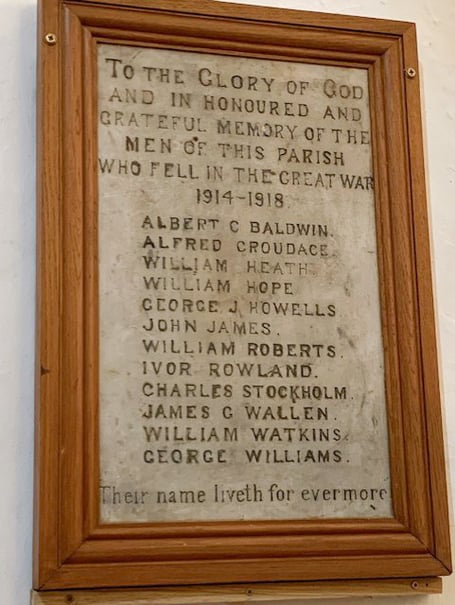 TO THE GLORY OF GOD
AND IN HONOURED AND
GRATEFUL MEMORY OF THE
MEN OF THIS PARISH
WHO FELL IN THE GREAT WAR
1914-1918.
ALBERT C BALDWIN.
ALFRED CROUDACE.
WILLIAM HEATH.
WILLIAM HOPE
GEORGE J HOWELLS
JOHN JAMES.
WILLIAM ROBERTS.
IVOR ROWLAND.
CHARLES STOCKHOLM.
JAMES G WALLEN.
WILLIAM WATKINS.
GEORGE WILLIAMS.
Their name liveth for evermore